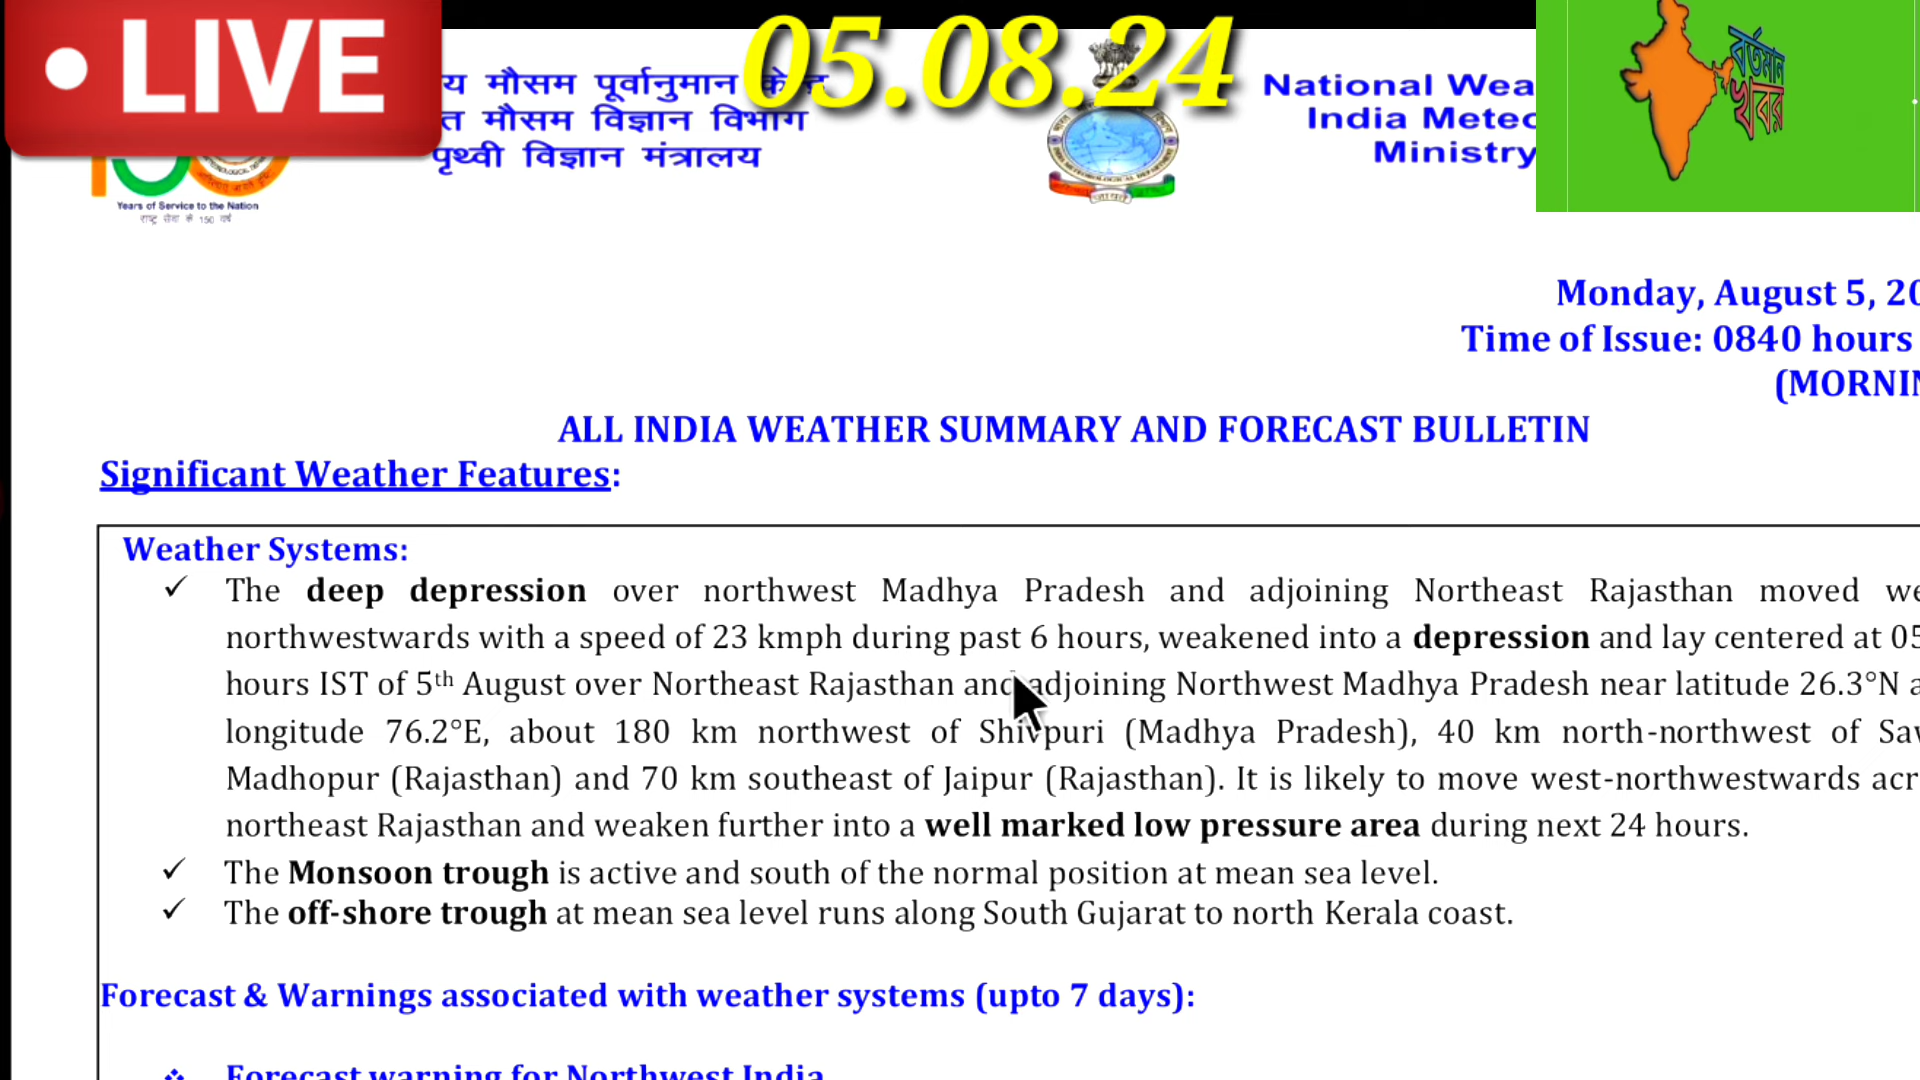 LIVE
05.08.24
य मौसम पूर्वानुमान केन्द्र
त मौसम विज्ञान विभाग
पृथ्वी विज्ञान मंत्रालय
National Wea
India Meteo
Ministry
বর্তমান
খবর
Years of Service to the Nation
राष्ट्र सेवा के 150 वर्ष
Monday, August 5, 20
Time of Issue: 0840 hours
(MORNIN
ALL INDIA WEATHER SUMMARY AND FORECAST BULLETIN
Significant Weather Features:
Weather Systems:
✓ The deep depression over northwest Madhya Pradesh and adjoining Northeast Rajasthan moved we
northwestwards with a speed of 23 kmph during past 6 hours, weakened into a depression and lay centered at 05
hours IST of 5th August over Northeast Rajasthan and adjoining Northwest Madhya Pradesh near latitude 26.3°N a
longitude 76.2°E, about 180 km northwest of Shivpuri (Madhya Pradesh), 40 km north-northwest of Saw
Madhopur (Rajasthan) and 70 km southeast of Jaipur (Rajasthan). It is likely to move west-northwestwards acr
northeast Rajasthan and weaken further into a well marked low pressure area during next 24 hours.
✓ The Monsoon trough is active and south of the normal position at mean sea level.
✓ The off-shore trough at mean sea level runs along South Gujarat to north Kerala coast.
Forecast & Warnings associated with weather systems (upto 7 days):
Forecast warning for Northwest India